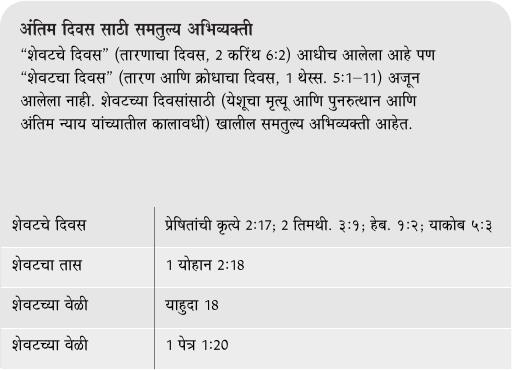 अंतिम दिवस साठी समतुल्य अभिव्यक्ती
“शेवटचे दिवस” (तारणाचा दिवस, 2 करिंथ 6:2) आधीच आलेला आहे पण
“शेवटचा दिवस” (तारण आणि क्रोधाचा दिवस, 1 थेस्स. 5:1–11) अजून
आलेला नाही. शेवटच्या दिवसांसाठी (येशूचा मृत्यू आणि पुनरुत्थान आणि
अंतिम न्याय यांच्यातील कालावधी) खालील समतुल्य अभिव्यक्ती आहेत.
शेवटचे दिवस प्रेषितांची कृत्ये 2:17; 2 तिमथी. ३:१; हेब. १:२; याकोब ५:३
शेवटचा तास 1 योहान 2:18
शेवटच्या वेळी याहुदा 18
शेवटच्या वेळी 1 पेत्र 1:20